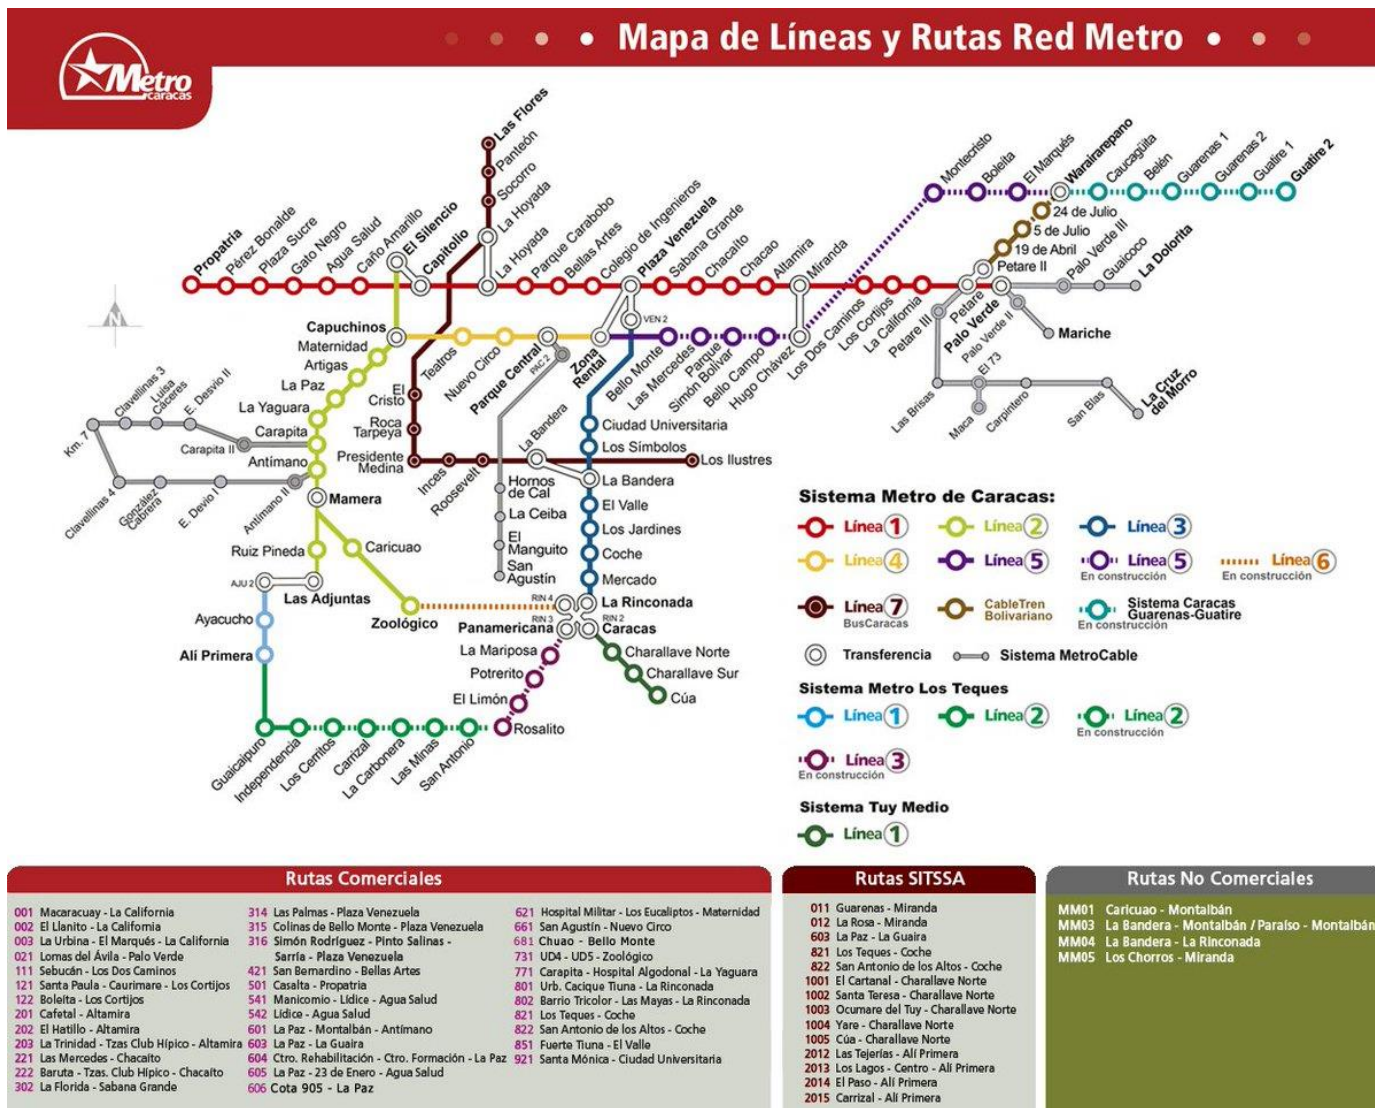 Mapa de Líneas y Rutas Red Metro
Metro
caracas
N
Propatria
Pérez Bonalde
Plaza Sucre
Gato Negro
Agua Salud
Caño Amarillo
El Silencio
Capitolio
Las Flores
Panteón
Socorro
La Hoyada
La Hoyada
Parque Carabobo
Bellas Artes
Colegio de Ingenieros
Plaza Venezuela
Sabana Grande
Chacaíto
Chacao
Altamira
Miranda
Montecristo
Boleíta
El Marqués
Warairarepano
Caucagüita
Belén
Guarenas 1
Guarenas 2
Guatire 1
Guatire 2
24 de Julio
5 de Julio
19 de Abril
Petare II
Palo Verde III
Guaicoco
La Dolorita
Los Dos Caminos
Los Cortijos
La California
Petare III
Petare
Palo Verde
Palo Verde II
Mariche
Las Brisas
Maca
El 73
Carpintero
San Blas
La Cruz
del Morro
Capuchinos
Maternidad
Artigas
La Paz
La Yaguara
Carapita
Antímano
Mamera
Ruiz Pineda
Caricuao
AJU 2
Las Adjuntas
Zoológico
Ayacucho
Alí Primera
Clavellinas 3
Luisa
Cáceres
E. Desvio II
Km. 7
Carapita II
Clavellinas 4
González
Cabrera
E. Devio I
Antímano II
Teatros
Nuevo Circo
Parque Central
PAC 2
Zona
Rental
VEN 2
Bello Monte
Las Mercedes
Parque
Simón Bolívar
Bello Campo
Hugo Chávez
El
Cristo
Roca
Tarpeya
Presidente
Medina
Inces
Roosevelt
La Bandera
Los Ilustres
Hornos
de Cal
La Ceiba
El
Manguito
San
Agustín
Ciudad Universitaria
Los Símbolos
La Bandera
El Valle
Los Jardines
Coche
Mercado
RIN 4
La Rinconada
RIN 3
RIN 2
Panamericana
Caracas
La Mariposa
Potrerito
El Limón
Rosalito
Charallave Norte
Charallave Sur
Cúa
Guaicaipuro
Independencia
Los Cerritos
Carrizal
La Carbonera
Las Minas
San Antonio
Sistema Metro de Caracas:
Línea 1
Línea 2
Línea 3
Línea 4
Línea 5
Línea 5
En construcción
Línea 6
En construcción
Línea 7
BusCaracas
CableTren
Bolivariano
Sistema Caracas
Guarenas-Guatire
En construcción
Transferencia
Sistema MetroCable
Sistema Metro Los Teques
Línea 1
Línea 2
Línea 2
En construcción
Línea 3
En construcción
Sistema Tuy Medio
Línea 1
Rutas Comerciales
001 Macaracuay - La California
002 El Llanito - La California
003 La Urbina - El Marqués - La California
021 Lomas del Ávila - Palo Verde
111 Sebucán - Los Dos Caminos
121 Santa Paula - Caurimare - Los Cortijos
122 Boleíta - Los Cortijos
201 Cafetal - Altamira
202 El Hatillo - Altamira
203 La Trinidad - Tzas Club Hípico - Altamira
221 Las Mercedes - Chacaíto
222 Baruta - Tzas. Club Hípico - Chacaíto
302 La Florida - Sabana Grande
314 Las Palmas - Plaza Venezuela
315 Colinas de Bello Monte - Plaza Venezuela
316 Simón Rodríguez - Pinto Salinas -
Sarría - Plaza Venezuela
421 San Bernardino - Bellas Artes
501 Casalta - Propatria
541 Manicomio - Lídice - Agua Salud
542 Lídice - Agua Salud
601 La Paz - Montalbán - Antímano
603 La Paz - La Guaira
604 Ctro. Rehabilitación - Ctro. Formación - La Paz
605 La Paz - 23 de Enero - Agua Salud
606 Cota 905 - La Paz
621 Hospital Militar - Los Eucaliptos - Maternidad
661 San Agustín - Nuevo Circo
681 Chuao - Bello Monte
731 UD4 - UD5 - Zoológico
771 Carapita - Hospital Algodonal - La Yaguara
801 Urb. Cacique Tiuna - La Rinconada
802 Barrio Tricolor - Las Mayas - La Rinconada
821 Los Teques - Coche
822 San Antonio de los Altos - Coche
851 Fuerte Tiuna - El Valle
921 Santa Mónica - Ciudad Universitaria
Rutas SITSSA
011 Guarenas - Miranda
012 La Rosa - Miranda
603 La Paz - La Guaira
821 Los Teques - Coche
822 San Antonio de los Altos - Coche
1001 El Cartanal - Charallave Norte
1002 Santa Teresa - Charallave Norte
1003 Ocumare del Tuy - Charallave Norte
1004 Yare - Charallave Norte
1005 Cúa - Charallave Norte
2012 Las Tejerías - Alí Primera
2013 Los Lagos - Centro - Alí Primera
2014 El Paso - Alí Primera
2015 Carrizal - Alí Primera
Rutas No Comerciales
MM01 Caricuao - Montalbán
MM03 La Bandera - Montalbán / Paraíso - Montalbán
MM04 La Bandera - La Rinconada
MM05 Los Chorros - Miranda